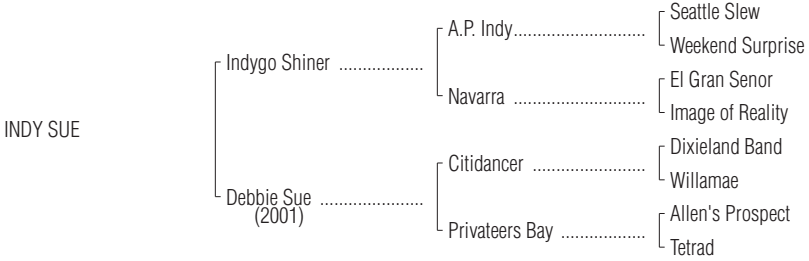 Seattle Slew
A.P. Indy..............................
Weekend Surprise
Indygo Shiner ..................
El Gran Senor
Navarra ..............................
Image of Reality
INDY SUE
Dixieland Band
Citidancer ..........................
Willamae
Debbie Sue ......................
(2001)
Allen's Prospect
Privateers Bay ...................
Tetrad